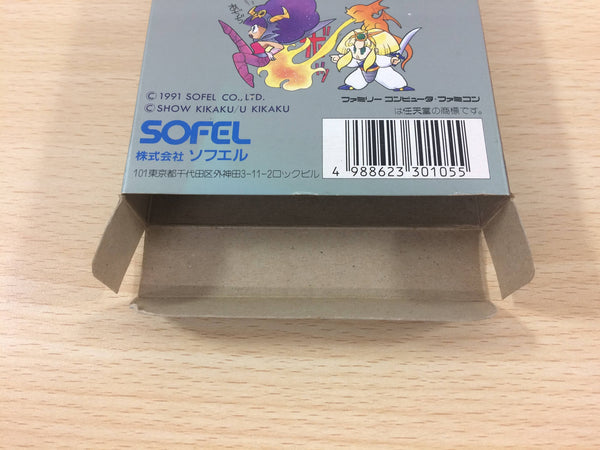 ボボッ
© 1991 SOFEL CO., LTD.
© SHOW KIKAKU/U KIKAKU
SOFEL
株式会社 ソフエル
101東京都千代田区外神田3-11-2ロックビル
ファミリーコンピュータ・ファミコン
は任天堂の商標です。
4 988623 301055